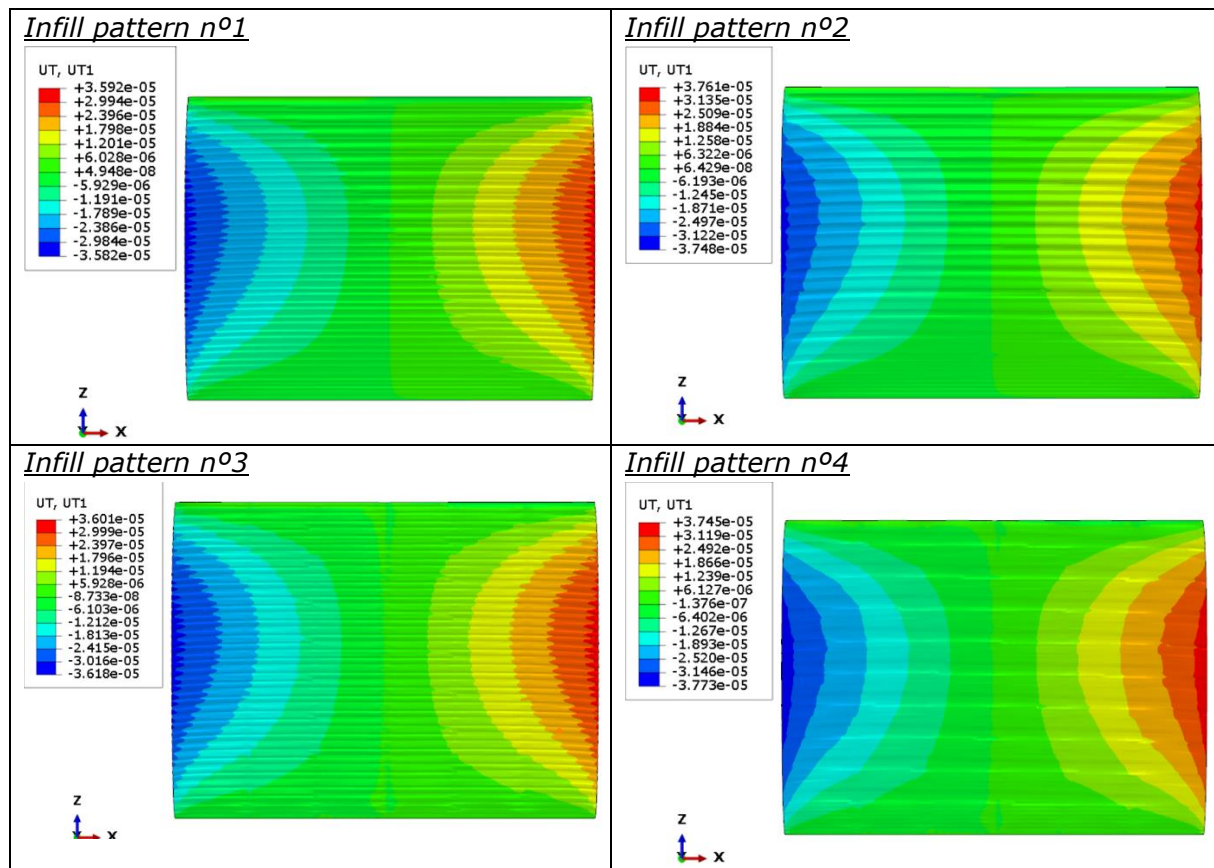 Infill pattern nº1
UT, UT1
+3.592e-05
+2.994e-05
+2.396e-05
+1.798e-05
+1.201e-05
+6.028e-06
+4.948e-08
-5.929e-06
-1.191e-05
-1.789e-05
-2.386e-05
-2.984e-05
-3.582e-05
Z
X
Infill pattern nº2
UT, UT1
+3.761e-05
+3.135e-05
+2.509e-05
+1.884e-05
+1.258e-05
+6.322e-06
+6.429e-08
-6.193e-06
-1.245e-05
-1.871e-05
-2.497e-05
-3.122e-05
-3.748e-05
Z
X
Infill pattern nº3
UT, UT1
+3.601e-05
+2.999e-05
+2.397e-05
+1.796e-05
+1.194e-05
+5.928e-06
-8.733e-08
-6.103e-06
-1.212e-05
-1.813e-05
-2.415e-05
-3.016e-05
-3.618e-05
Z
X
Infill pattern nº4
UT, UT1
+3.745e-05
+3.119e-05
+2.492e-05
+1.866e-05
+1.239e-05
+6.127e-06
-1.376e-07
-6.402e-06
-1.267e-05
-1.893e-05
-2.520e-05
-3.146e-05
-3.773e-05
Z
X